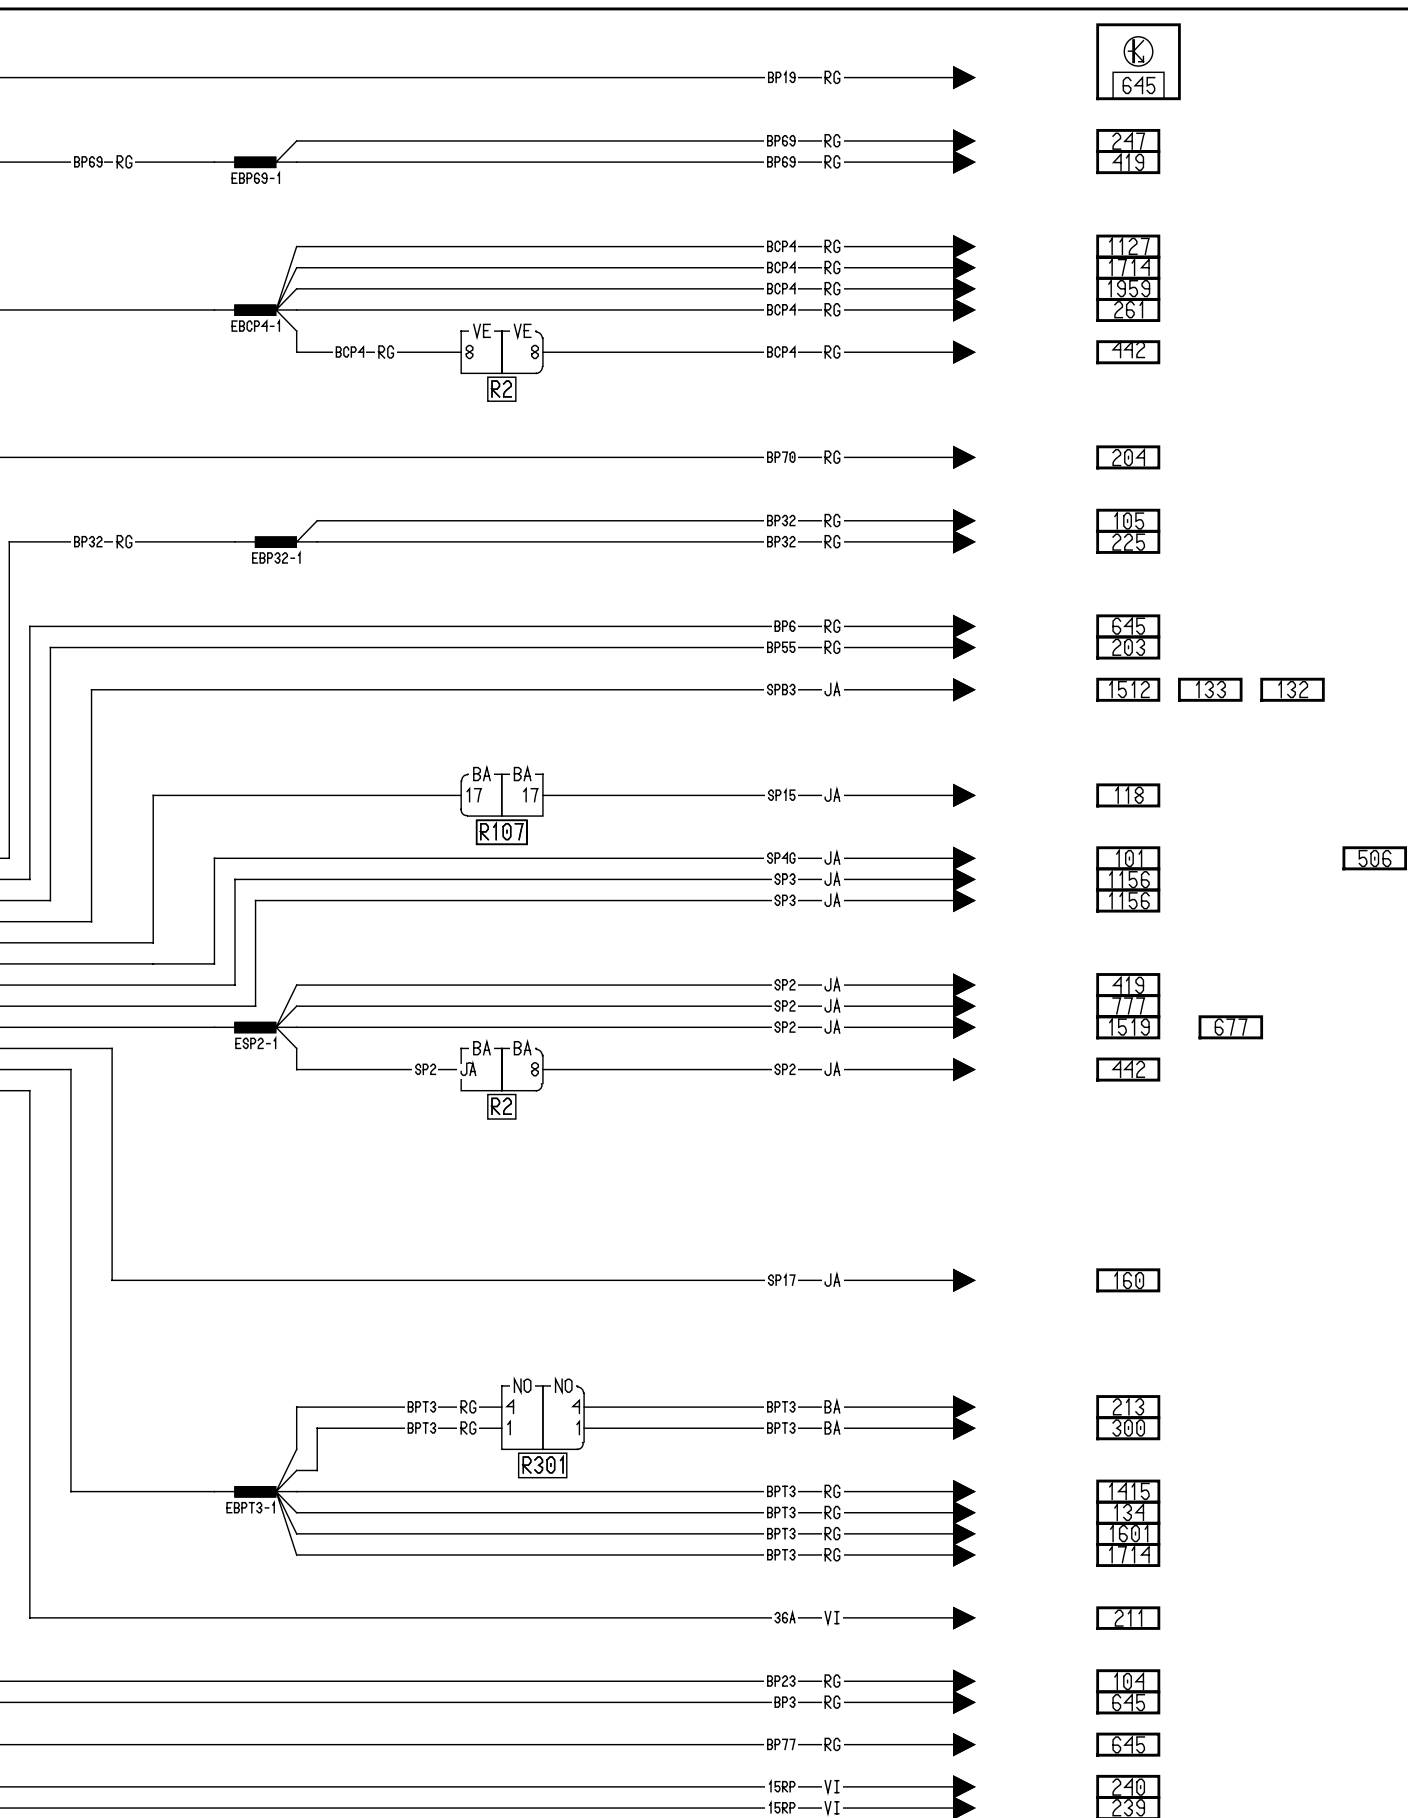 645
BP19 RG
BP69 RG 247
BP69 RG BP69 RG 419
EBP69-1
BCP4 RG 1127
BCP4 RG 1714
BCP4 RG 1959
BCP4 RG 261
EBCP4-1
VE VE
BCP4 RG 8 8 BCP4 RG 442
R2
BP70 RG 204
BP32 RG 105
BP32 RG BP32 RG 225
EBP32-1
BP6 RG 645
BP55 RG 203
SPB3 JA 1512 133 132
BA BA
17 17 SP15 JA 118
R107
SP4G JA 101 506
SP3 JA 1156
SP3 JA 1156
SP2 JA 419
SP2 JA 777
SP2 JA 1519 677
ESP2-1
BA BA
SP2 JA 8 SP2 JA 442
R2
SP17 JA 160
NO NO
BPT3 RG 4 4 BPT3 BA 213
BPT3 RG 1 1 BPT3 BA 300
R301
BPT3 RG 1415
EBPT3-1
BPT3 RG 134
BPT3 RG 1601
BPT3 RG 1714
36A VI 211
BP23 RG 104
BP3 RG 645
BP77 RG 645
15RP VI 240
15RP VI 239